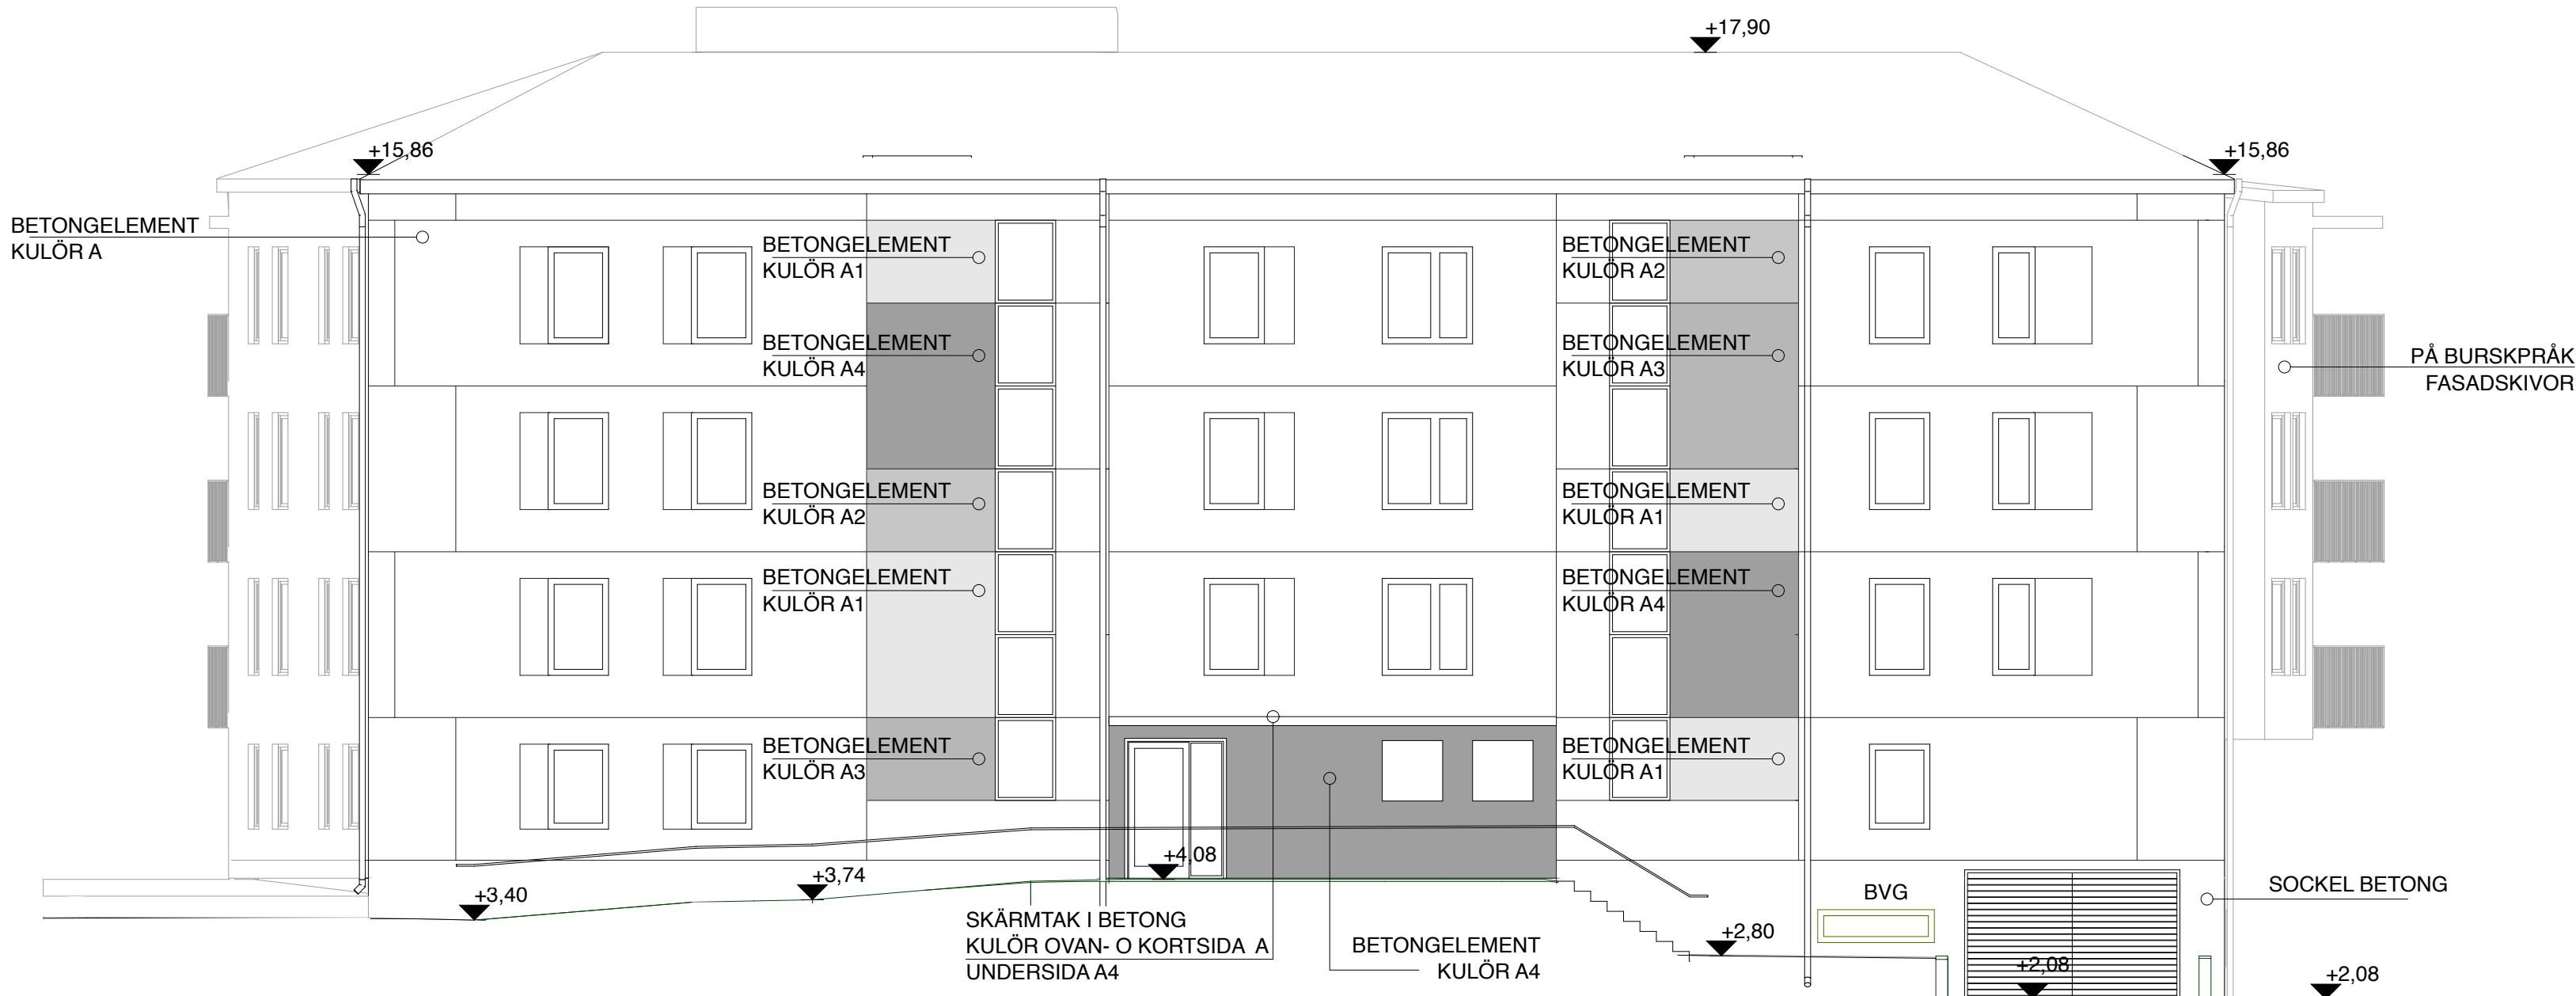 +17,90
+15,86
+15,86
BETONGELEMENT
KULÖR A
BETONGELEMENT
KULÖR A1
BETONGELEMENT
KULÖR A2
BETONGELEMENT
KULÖR A4
BETONGELEMENT
KULÖR A3
PÅ BURSKPRÅK
FASADSKIVOR
BETONGELEMENT
KULÖR A2
BETONGELEMENT
KULÖR A1
BETONGELEMENT
KULÖR A1
BETONGELEMENT
KULÖR A4
BETONGELEMENT
KULÖR A3
BETONGELEMENT
KULÖR A1
+4,08
+3,74
+3,40
BVG
SOCKEL BETONG
SKÄRMTAK I BETONG
KULÖR OVAN- O KORTSIDA A
UNDERSIDA A4
BETONGELEMENT
KULÖR A4
+2,80
+2,08
+2,08